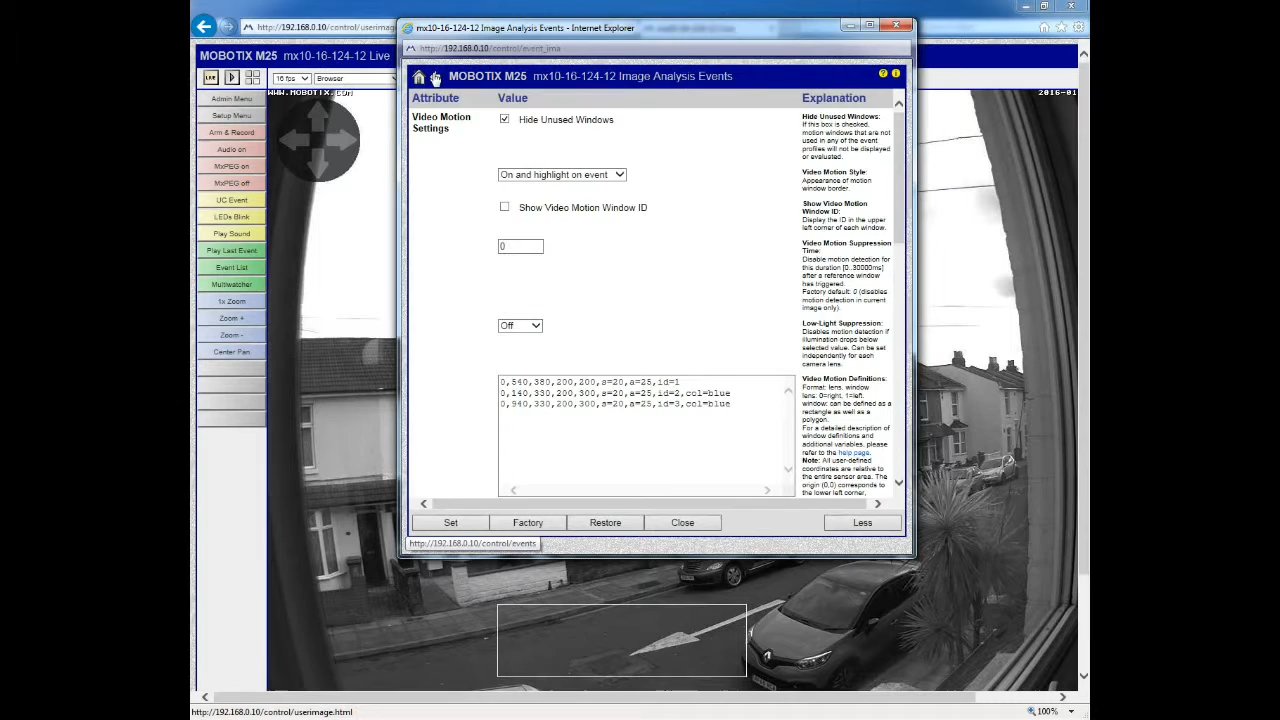 mx10-16-124-12 Image Analysis Events - Internet Explorer
http://192.168.0.10/control/userima
http://192.168.0.10/control/event_ima
MOBOTIX M25 mx10-16-124-12 Live
MOBOTIX M25 mx10-16-124-12 Image Analysis Events
16 fps
Browser
WWW.MOBOTIX.COM
2016-01
Admin Menu
Setup Menu
Arm & Record
Audio on
MxPEG on
MxPEG off
UC Event
LEDs Blink
Play Sound
Play Last Event
Event List
Multiwatcher
1x Zoom
Zoom +
Zoom -
Center Pan
Attribute Value Explanation
Video Motion
Settings
Hide Unused Windows
On and highlight on event
Show Video Motion Window ID
0
Off
0,540,380,200,200,s=20,a=25,id=1
0,140,330,200,300,s=20,a=25,id=2,col=blue
0,940,330,200,300,s=20,a=25,id=3,col=blue
Hide Unused Windows:
If this box is checked,
motion windows that are not
used in any of the event
profiles will not be displayed
or evaluated.
Video Motion Style:
Appearance of motion
window border.
Show Video Motion
Window ID:
Display the ID in the upper
left corner of each window.
Video Motion Suppression
Time:
Disable motion detection for
this duration [0..30000ms]
after a reference window
has triggered.
Factory default: 0 (disables
motion detection in current
image only).
Low-Light Suppression:
Disables motion detection if
illumination drops below
selected value. Can be set
independently for each
camera lens.
Video Motion Definitions:
Format: lens, window
lens: 0=right, 1=left.
window: can be defined as a
rectangle as well as a
polygon.
For a detailed description of
window definitions and
additional variables, please
refer to the help page.
Note: All user-defined
coordinates are relative to
the entire sensor area. The
origin (0,0) corresponds to
the lower left corner,
Set Factory Restore Close Less
http://192.168.0.10/control/events
http://192.168.0.10/control/userimage.html
100%